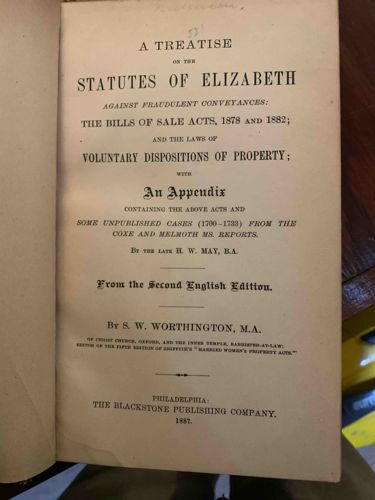 A TREATISE
ON THE
STATUTES OF ELIZABETH
AGAINST FRAUDULENT CONVEYANCES:
THE BILLS OF SALE ACTS, 1878 AND 1882;
AND THE LAWS OF
VOLUNTARY DISPOSITIONS OF PROPERTY;
WITH
An Appendix
CONTAINING THE ABOVE ACTS AND
SOME UNPUBLISHED CASES (1700–1733) FROM THE
COXE AND MELMOTH MS. REPORTS.
BY THE LATE H. W. MAY, B.A.
From the Second English Edition.
BY S. W. WORTHINGTON, M.A.
OF CHRIST CHURCH, OXFORD, AND THE INNER TEMPLE, BARRISTER-AT-LAW;
EDITOR OF THE FIFTH EDITION OF GRIFFITH'S "MARRIED WOMEN'S PROPERTY ACTS."
PHILADELPHIA:
THE BLACKSTONE PUBLISHING COMPANY.
1887.